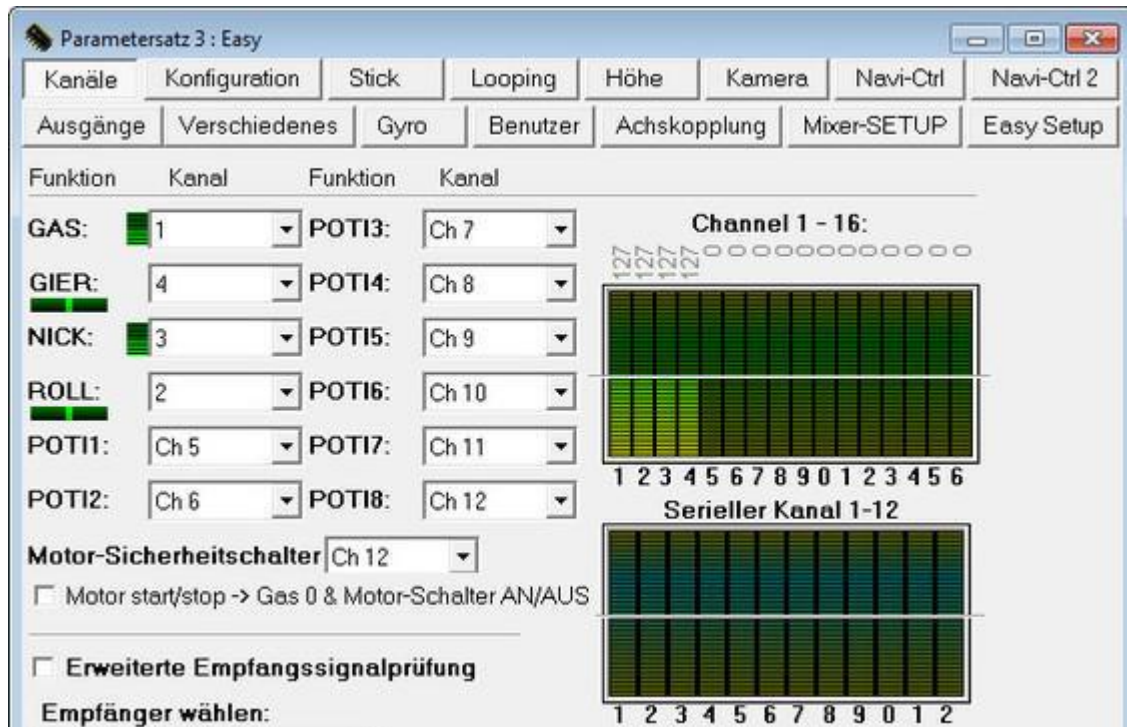 Parametersatz 3 : Easy
Kanäle Konfiguration Stick Looping Höhe Kamera Navi-Ctrl Navi-Ctrl 2
Ausgänge Verschiedenes Gyro Benutzer Achskopplung Mixer-SETUP Easy Setup
Funktion Kanal Funktion Kanal
GAS: 1 POTI3: Ch 7
GIER: 4 POTI4: Ch 8
NICK: 3 POTI5: Ch 9
ROLL: 2 POTI6: Ch 10
POTI1: Ch 5 POTI7: Ch 11
POTI2: Ch 6 POTI8: Ch 12
Motor-Sicherheitschalter Ch 12
Motor start/stop -> Gas 0 & Motor-Schalter AN/AUS
Erweiterte Empfangssignalprüfung
Empfänger wählen:
Channel 1 - 16:
127 127 127 127 0 0 0 0 0 0 0 0 0 0 0 0
1 2 3 4 5 6 7 8 9 0 1 2 3 4 5 6
Serieller Kanal 1-12
1 2 3 4 5 6 7 8 9 0 1 2